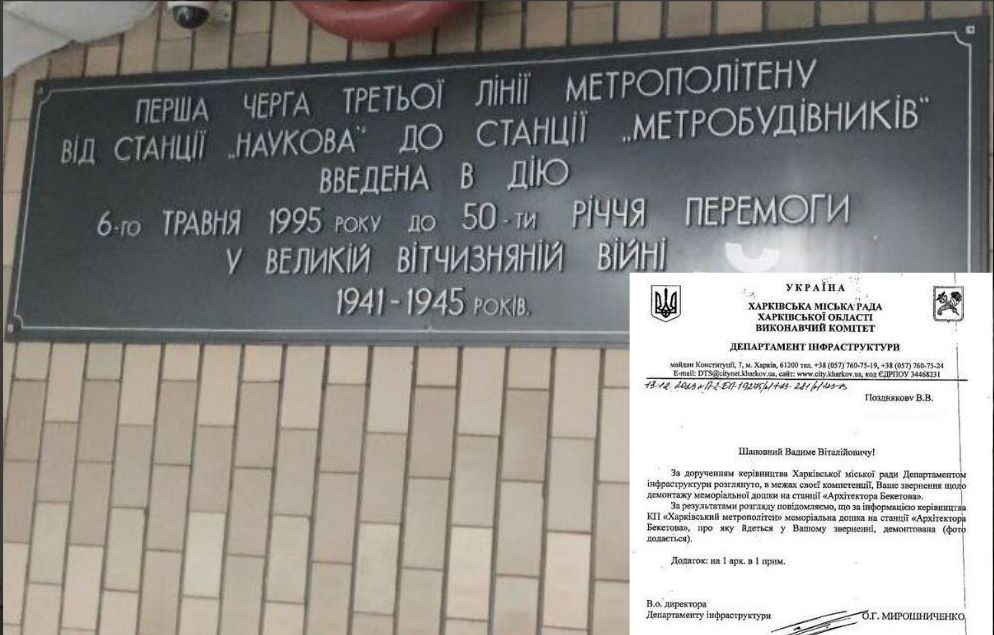 ПЕРША ЧЕРГА ТРЕТЬОЇ ЛІНІЇ МЕТРОПОЛІТЕНУ
ВІД СТАНЦІЇ „НАУКОВА“ ДО СТАНЦІЇ „МЕТРОБУДІВНИКІВ“
ВВЕДЕНА В ДІЮ
6-го ТРАВНЯ 1995 РОКУ ДО 50-ТИ РІЧЧЯ ПЕРЕМОГИ
У ВЕЛИКІЙ ВІТЧИЗНЯНІЙ ВІЙНІ
1941-1945 РОКІВ.
УКРАЇНА
ХАРКІВСЬКА МІСЬКА РАДА
ХАРКІВСЬКОЇ ОБЛАСТІ
ВИКОНАВЧИЙ КОМІТЕТ
ДЕПАРТАМЕНТ ІНФРАСТРУКТУРИ
майдан Конституції, 7, м. Харків, 61200 тел. +38 (057) 760-75-19, +38 (057) 760-75-24
E-mail: DTS@citynet.kharkov.ua, сайт: www.city.kharkov.ua, код ЄДРПОУ 34468231
Позднякову В.В.
Шановний Вадиме Віталійовичу!
За дорученням керівництва Харківської міської ради Департаментом
інфраструктури розглянуто, в межах своєї компетенції, Ваше звернення щодо
демонтажу меморіальної дошки на станції «Архітектора Бекетова».
За результатами розгляду повідомляємо, що за інформацією керівництва
КП «Харківський метрополітен» меморіальна дошка на станції «Архітектора
Бекетова», про яку йдеться у Вашому зверненні, демонтована (фото
додається).
Додаток: на 1 арк. в 1 прим.
В.о. директора
Департаменту інфраструктури О.Г. МИРОШНИЧЕНКО